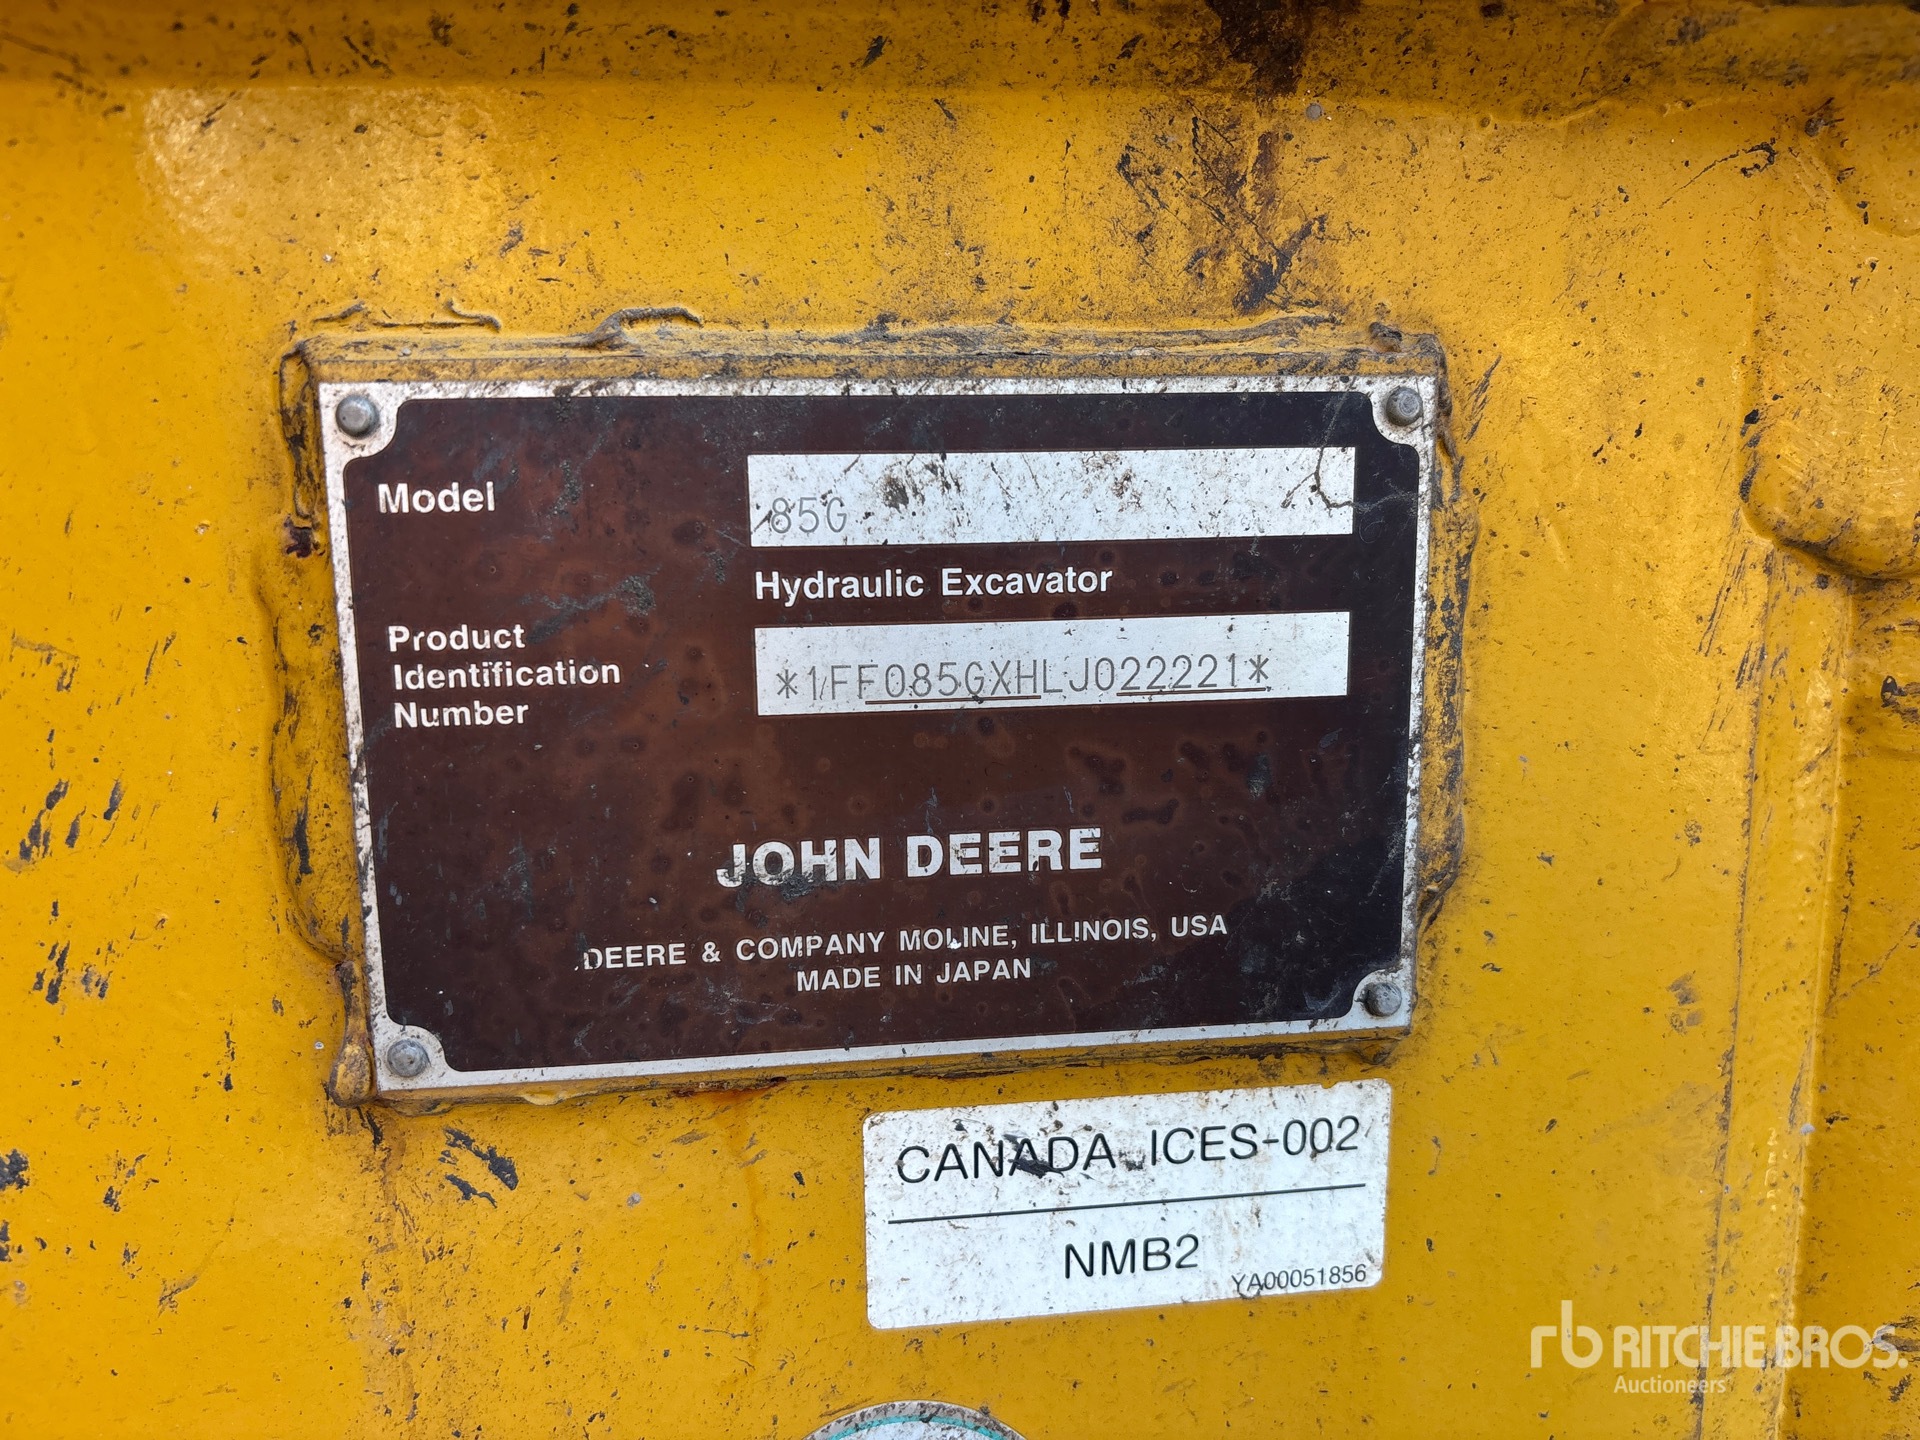 Model
85G
Hydraulic Excavator
Product
Identification
Number
*1FF085GXHLJ022221*
JOHN DEERE
DEERE & COMPANY MOLINE, ILLINOIS, USA
MADE IN JAPAN
CANADA ICES-002
NMB2
YA00051856
rb RITCHIE BROS.
Auctioneers